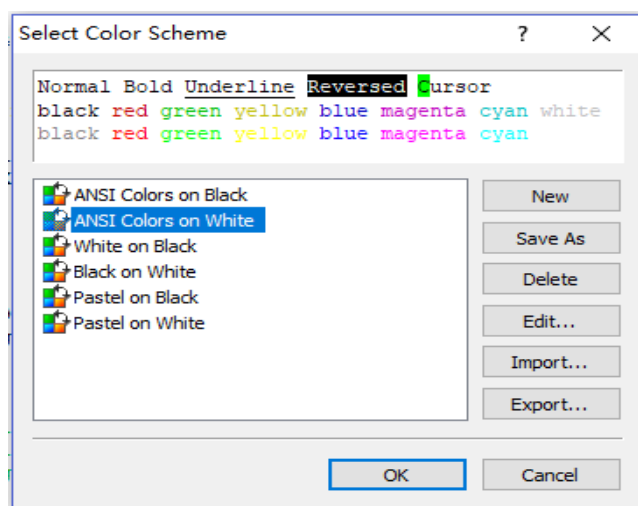 Select Color Scheme ?
Normal Bold Underline Reversed Cursor
black red green yellow blue magenta cyan white
black red green yellow blue magenta cyan
ANSI Colors on Black
ANSI Colors on White
White on Black
Black on White
Pastel on Black
Pastel on White
New
Save As
Delete
Edit...
Import...
Export...
OK
Cancel